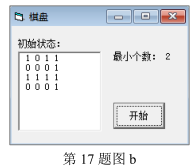 棋盘
初始状态：
1 0 1 1
0 0 0 1
1 1 1 1
0 0 0 1
最小个数： 2
开始
第 17 题图 b